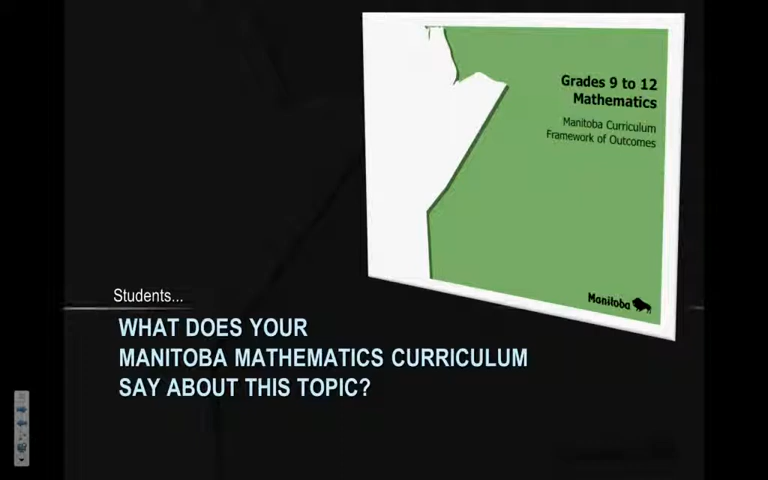 Grades 9 to 12
Mathematics
Manitoba Curriculum
Framework of Outcomes
Manitoba
Students...
WHAT DOES YOUR
MANITOBA MATHEMATICS CURRICULUM
SAY ABOUT THIS TOPIC?